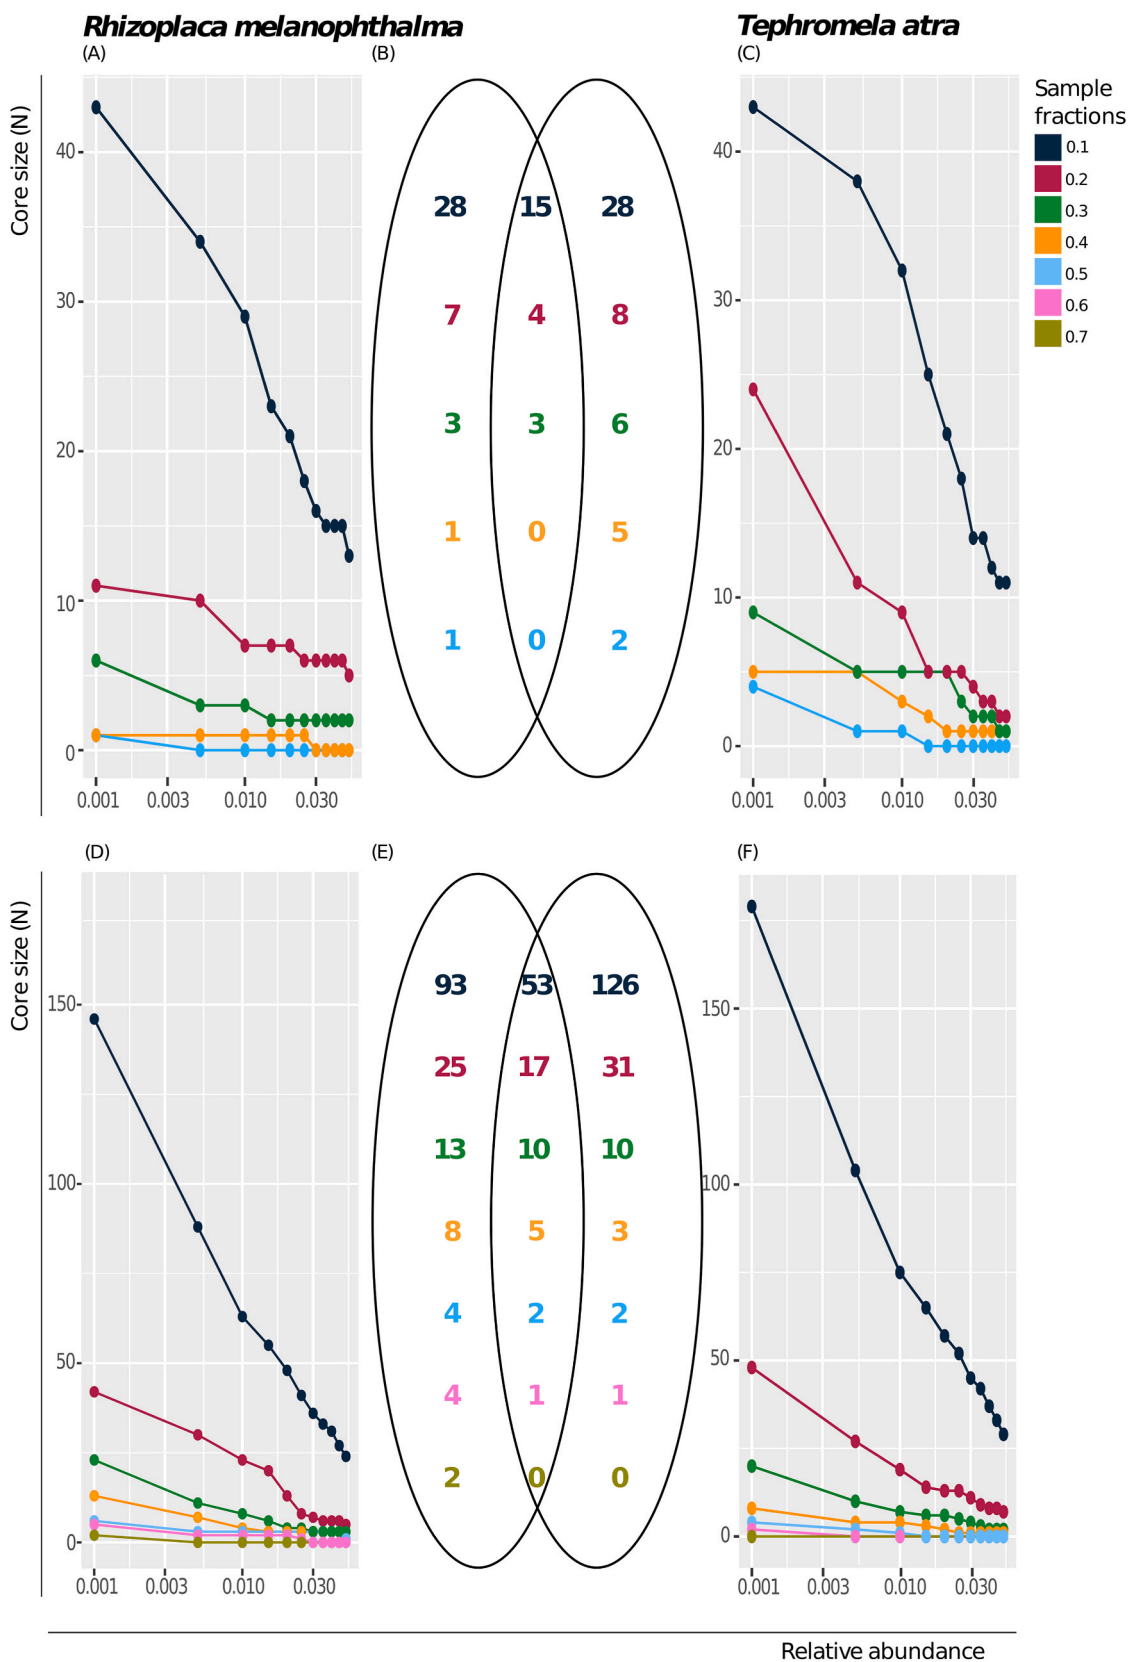 Rhizoplaca melanophthalma
Tephromela atra
(A)
(B)
(C)
Core size (N)
40
30
20
10
0
0.001 0.003 0.010 0.030
28 15 28
7 4 8
3 3 6
1 0 5
1 0 2
40
30
20
10
0
0.001 0.003 0.010 0.030
Sample
fractions
0.1
0.2
0.3
0.4
0.5
0.6
0.7
(D)
(E)
(F)
Core size (N)
150
100
50
0
0.001 0.003 0.010 0.030
93 53 126
25 17 31
13 10 10
8 5 3
4 2 2
4 1 1
2 0 0
150
100
50
0
0.001 0.003 0.010 0.030
Relative abundance